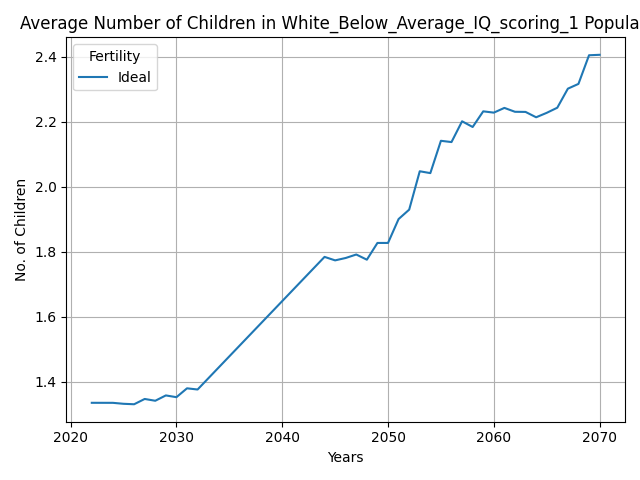 Average Number of Children in White_Below_Average_IQ_scoring_1 Popula
Fertility
Ideal
No. of Children
2.4
2.2
2.0
1.8
1.6
1.4
2020 2030 2040 2050 2060 2070
Years